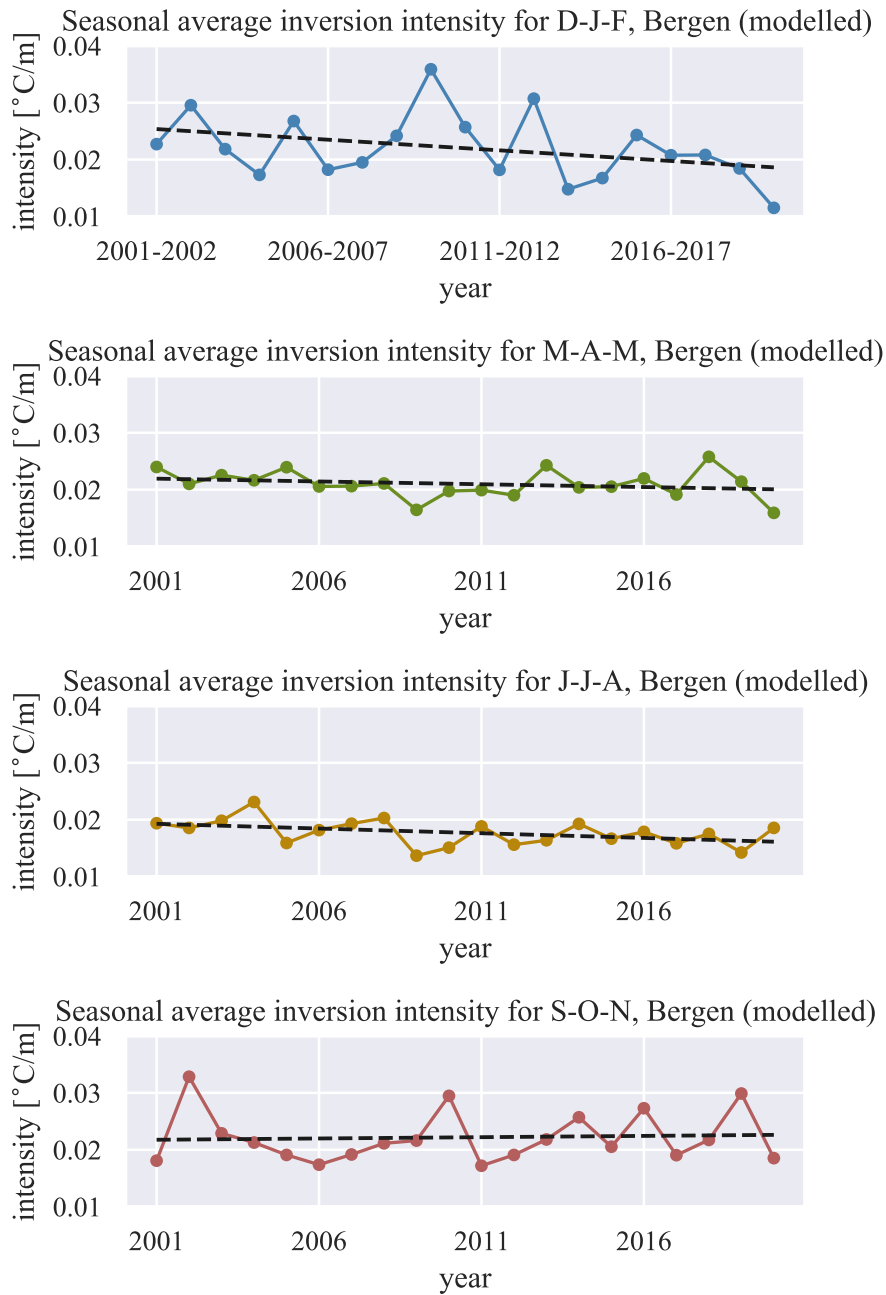 Seasonal average inversion intensity for D-J-F, Bergen (modelled)
intensity [˚C/m]
0.04
0.03
0.02
0.01
2001-2002 2006-2007 2011-2012 2016-2017
year
Seasonal average inversion intensity for M-A-M, Bergen (modelled)
intensity [˚C/m]
0.04
0.03
0.02
0.01
2001 2006 2011 2016
year
Seasonal average inversion intensity for J-J-A, Bergen (modelled)
intensity [˚C/m]
0.04
0.03
0.02
0.01
2001 2006 2011 2016
year
Seasonal average inversion intensity for S-O-N, Bergen (modelled)
intensity [˚C/m]
0.04
0.03
0.02
0.01
2001 2006 2011 2016
year